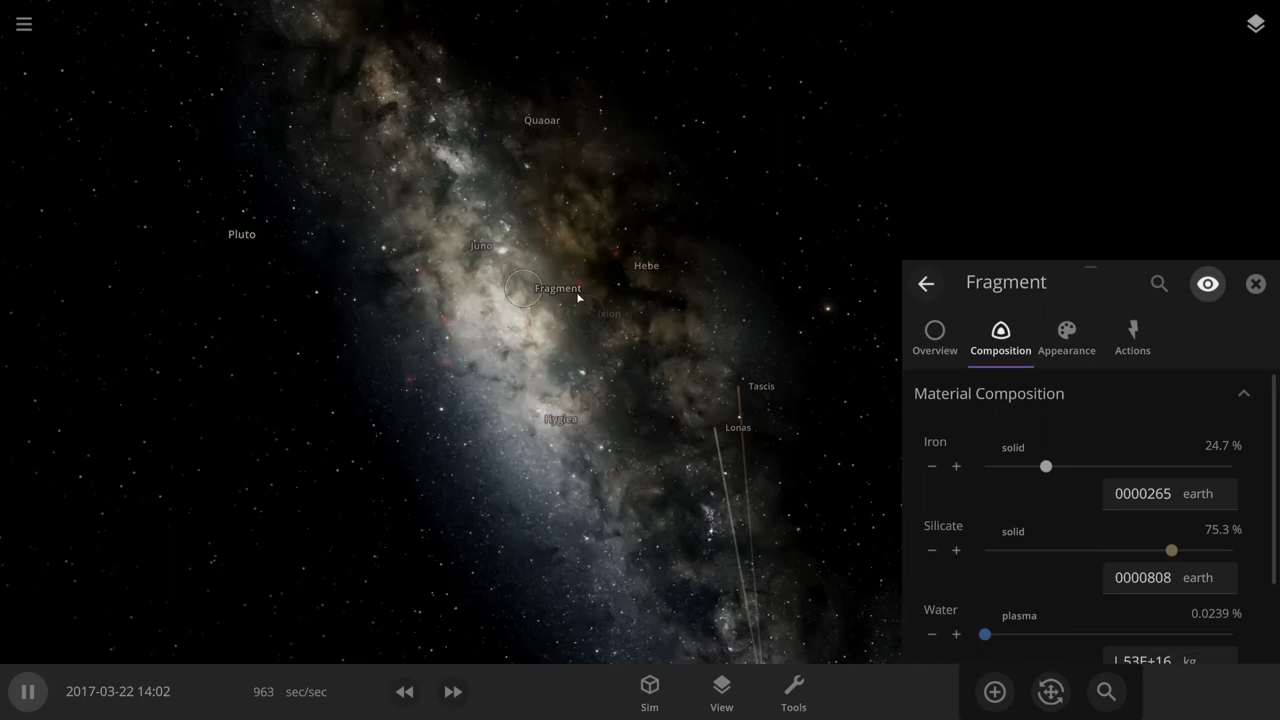 Quaoar
Pluto
Juno
Hebe
Fragment
Ixion
Tascis
Hygiea
Lonas
Fragment
Overview
Composition
Appearance
Actions
Material Composition
Iron
solid
24.7 %
0000265 earth
Silicate
solid
75.3 %
0000808 earth
Water
plasma
0.0239 %
kg
2017-03-22 14:02
963 sec/sec
Sim
View
Tools